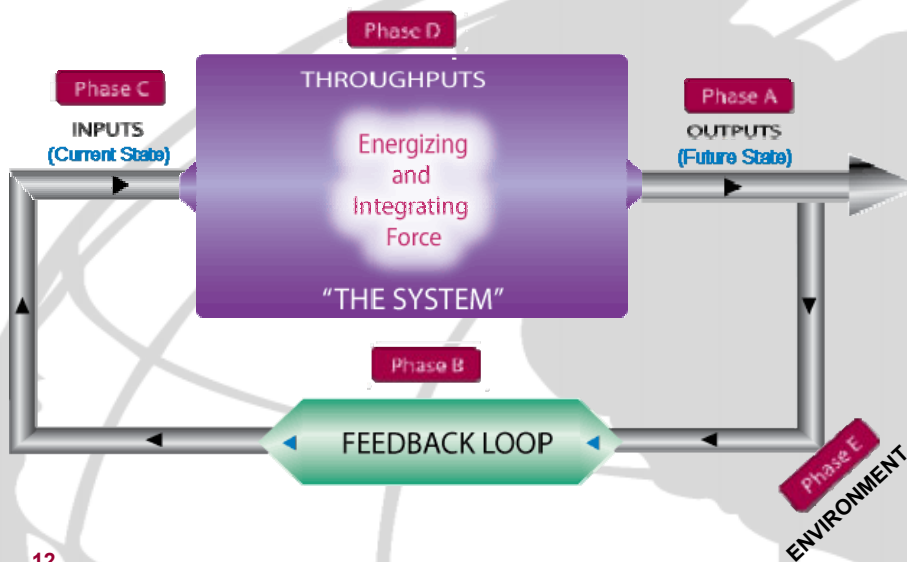 Phase D
Phase C
THROUGHPUTS
Phase A
INPUTS
(Current State)
OUTPUTS
(Future State)
Energizing
and
Integrating
Force
"THE SYSTEM"
Phase B
FEEDBACK LOOP
Phase E
ENVIRONMENT
12